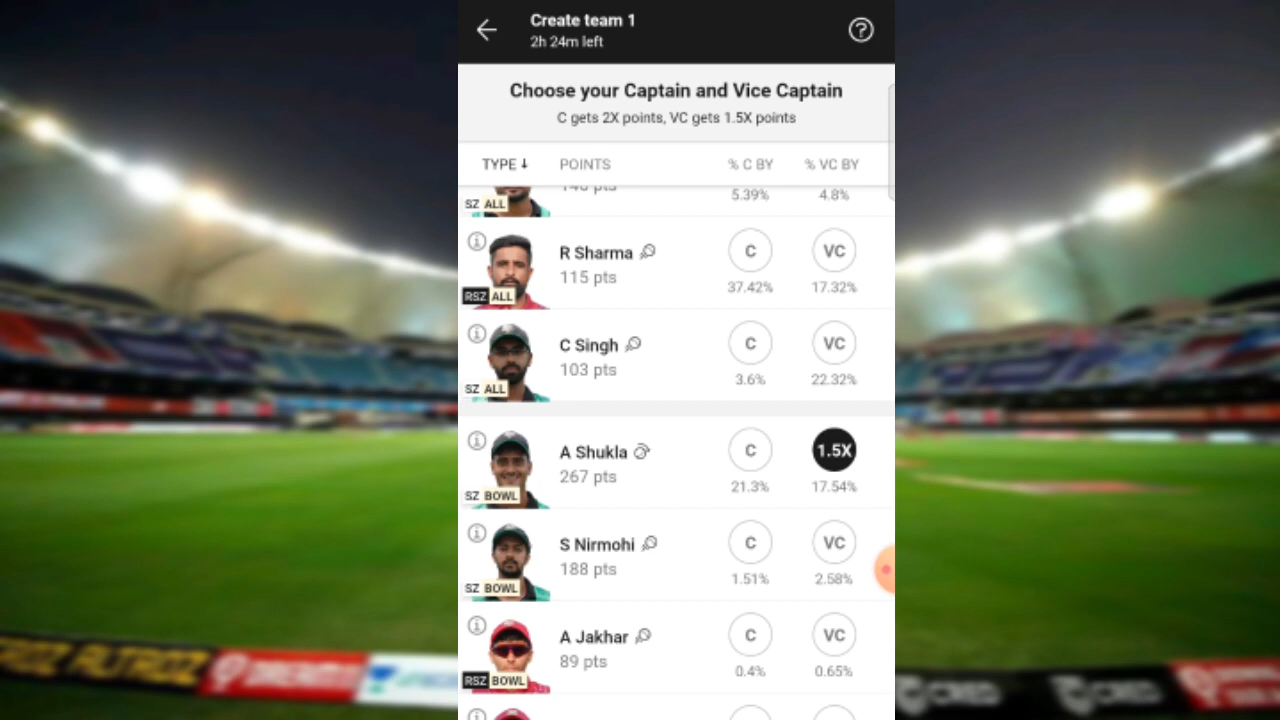 Create team 1
2h 24m left
Choose your Captain and Vice Captain
C gets 2X points, VC gets 1.5X points
TYPE↓ POINTS % C BY % VC BY
SZ ALL 5.39% 4.8%
R Sharma C VC
115 pts
RSZ ALL 37.42% 17.32%
C Singh C VC
103 pts
SZ ALL 3.6% 22.32%
A Shukla C 1.5X
267 pts
SZ BOWL 21.3% 17.54%
S Nirmohi C VC
188 pts
SZ BOWL 1.51% 2.58%
A Jakhar C VC
89 pts
RSZ BOWL 0.4% 0.65%